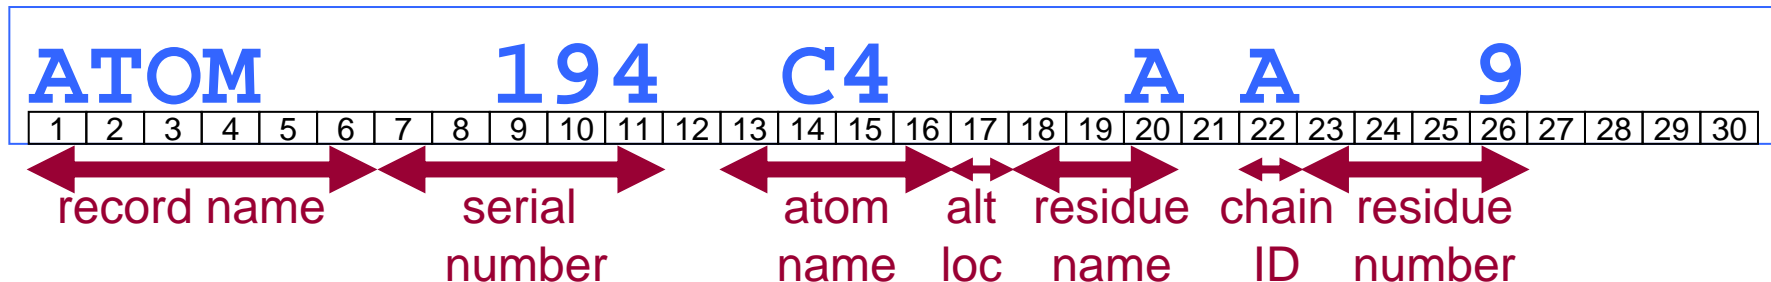 ATOM 194 C4 A A 9
1 2 3 4 5 6 7 8 9 10 11 12 13 14 15 16 17 18 19 20 21 22 23 24 25 26 27 28 29 30
record name serial atom alt residue chain residue
number name loc name ID number